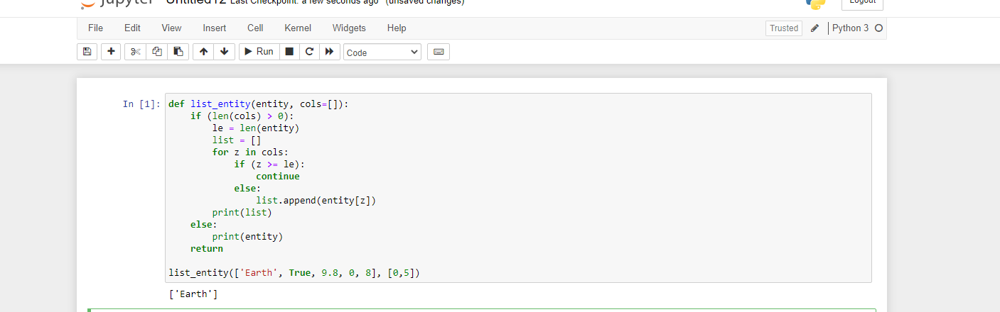 jupyter Untitled12 Last Checkpoint: a few seconds ago (unsaved changes) Logout
File Edit View Insert Cell Kernel Widgets Help Trusted Python 3
Run Code
In [1]: def list_entity(entity, cols=[]):
    if (len(cols) > 0):
        le = len(entity)
        list = []
        for z in cols:
            if (z >= le):
                continue
            else:
                list.append(entity[z])
        print(list)
    else:
        print(entity)
    return
list_entity(['Earth', True, 9.8, 0, 8], [0,5])
['Earth']